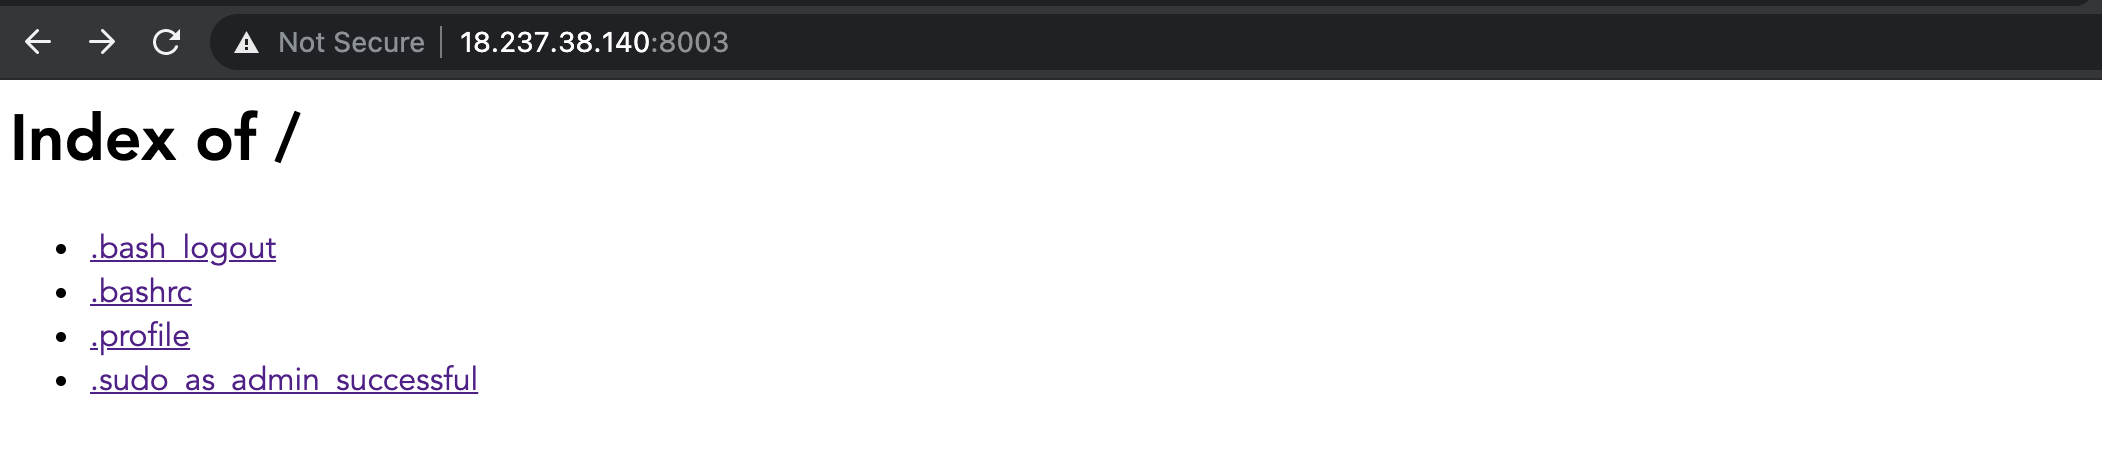 Not Secure | 18.237.38.140:8003
Index of /
.bash_logout
.bashrc
.profile
.sudo_as_admin_successful